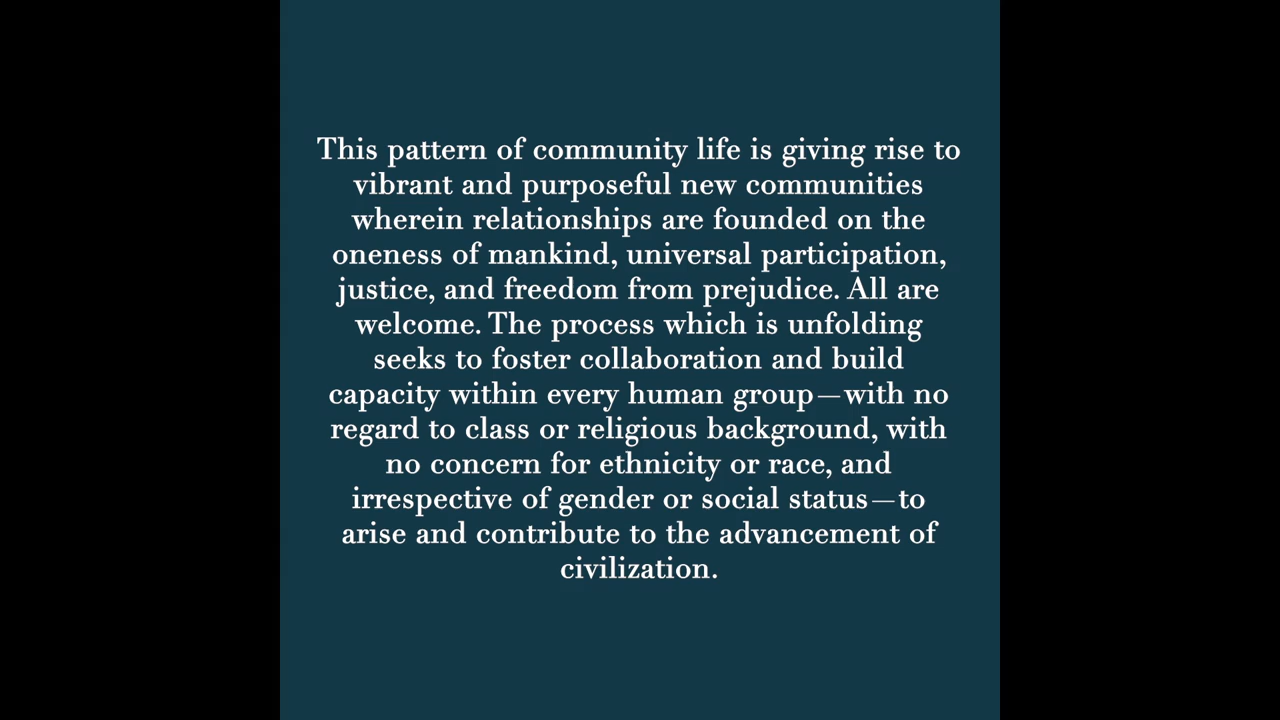 This pattern of community life is giving rise to
vibrant and purposeful new communities
wherein relationships are founded on the
oneness of mankind, universal participation,
justice, and freedom from prejudice. All are
welcome. The process which is unfolding
seeks to foster collaboration and build
capacity within every human group—with no
regard to class or religious background, with
no concern for ethnicity or race, and
irrespective of gender or social status—to
arise and contribute to the advancement of
civilization.